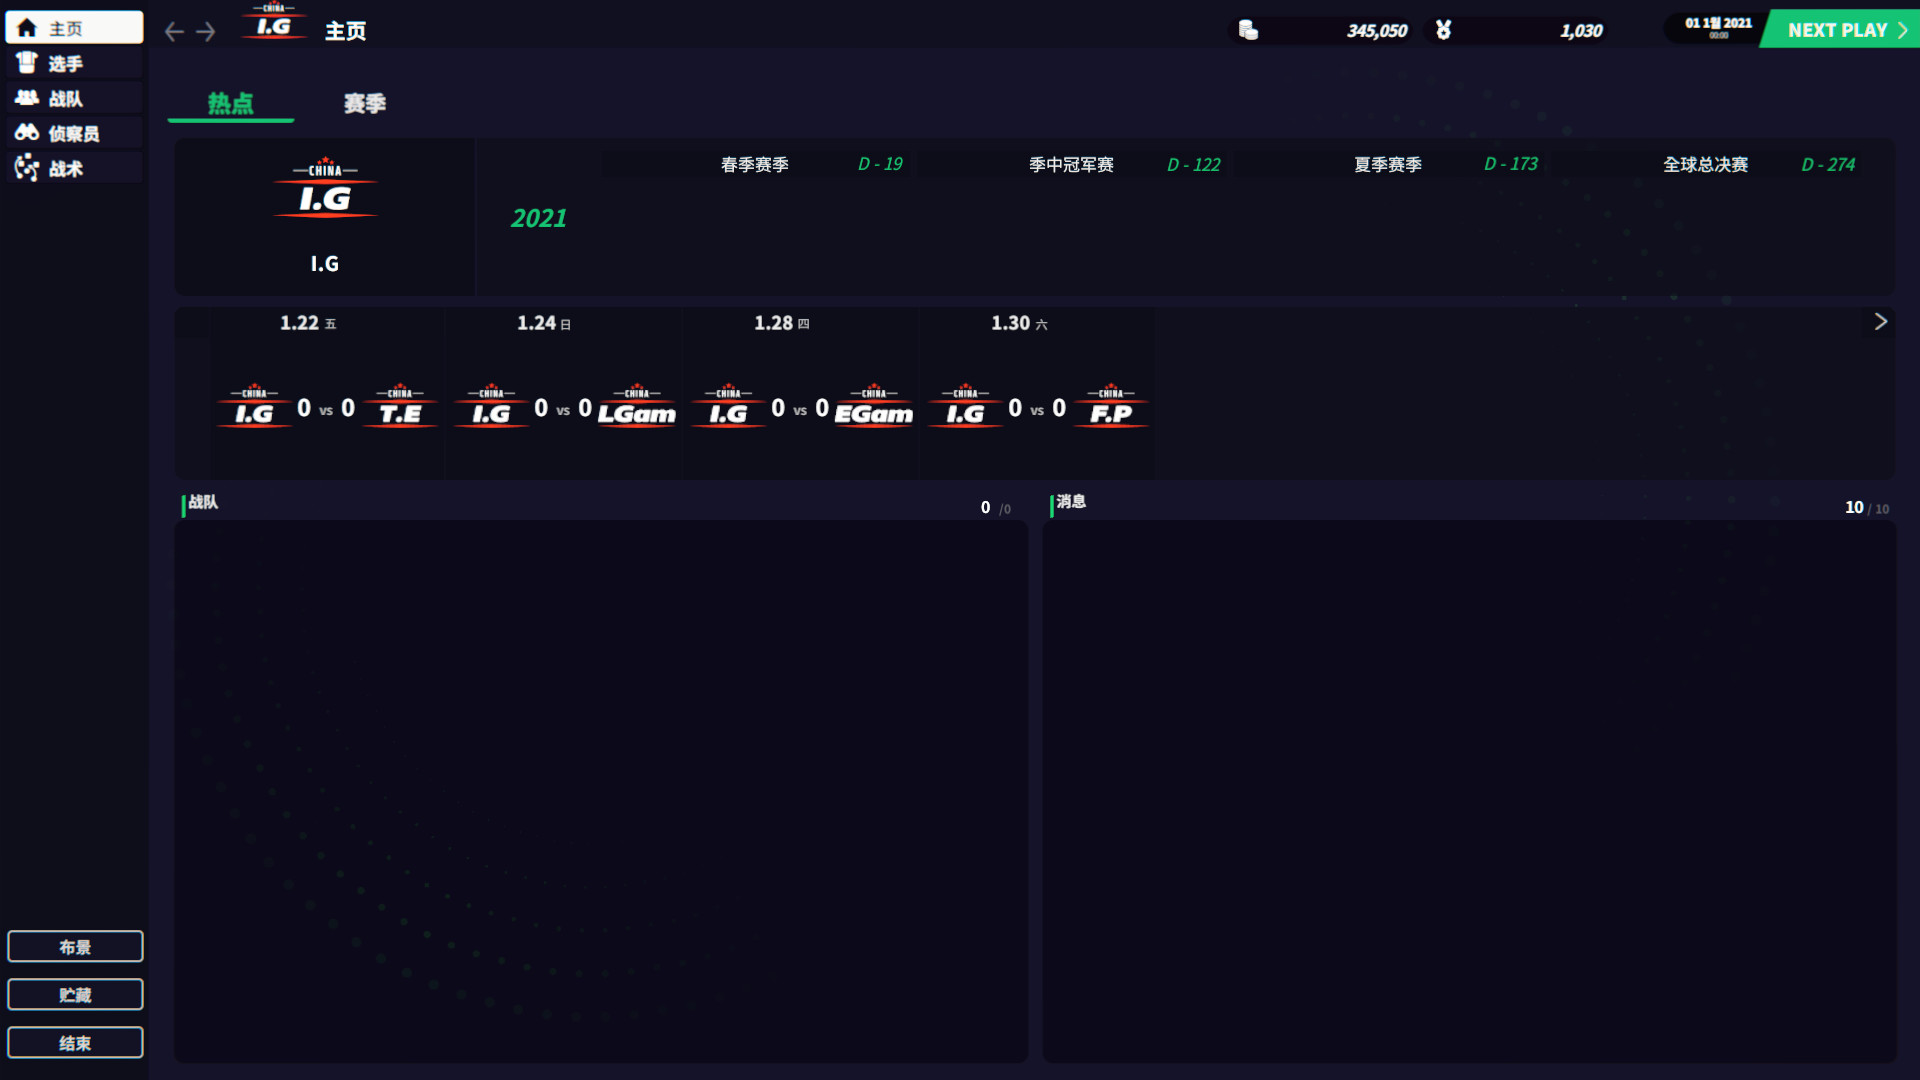 主页
选手
战队
侦察员
战术
布景
贮藏
结束
CHINA
I.G
主页
345,050
1,030
01 1월 2021
00:00
NEXT PLAY
热点
赛季
CHINA
I.G
I.G
2021
春季赛季 D - 19
季中冠军赛 D - 122
夏季赛季 D - 173
全球总决赛 D - 274
1.22 五
CHINA I.G 0 vs 0 CHINA T.E
1.24 日
CHINA I.G 0 vs 0 CHINA LGam
1.28 四
CHINA I.G 0 vs 0 CHINA EGam
1.30 六
CHINA I.G 0 vs 0 CHINA F.P
战队 0 /0
消息 10 / 10